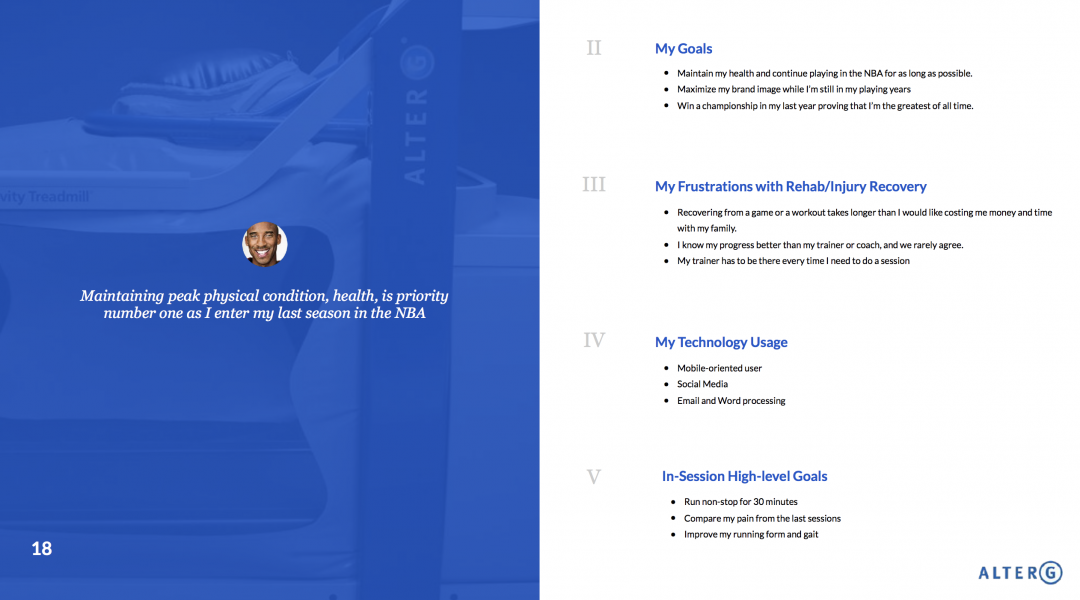 ALTER G
vity Treadmill
Maintaining peak physical condition, health, is priority
number one as I enter my last season in the NBA
18
II
My Goals
• Maintain my health and continue playing in the NBA for as long as possible.
• Maximize my brand image while I'm still in my playing years
• Win a championship in my last year proving that I'm the greatest of all time.
III
My Frustrations with Rehab/Injury Recovery
• Recovering from a game or a workout takes longer than I would like costing me money and time
with my family.
• I know my progress better than my trainer or coach, and we rarely agree.
• My trainer has to be there every time I need to do a session
IV
My Technology Usage
• Mobile-oriented user
• Social Media
• Email and Word processing
V
In-Session High-level Goals
• Run non-stop for 30 minutes
• Compare my pain from the last sessions
• Improve my running form and gait
ALTERG